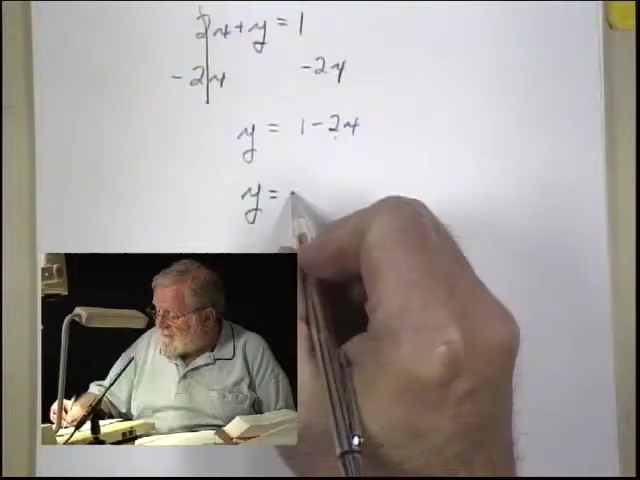 2x+y=1
-2x -2x
y = 1-2x
y=